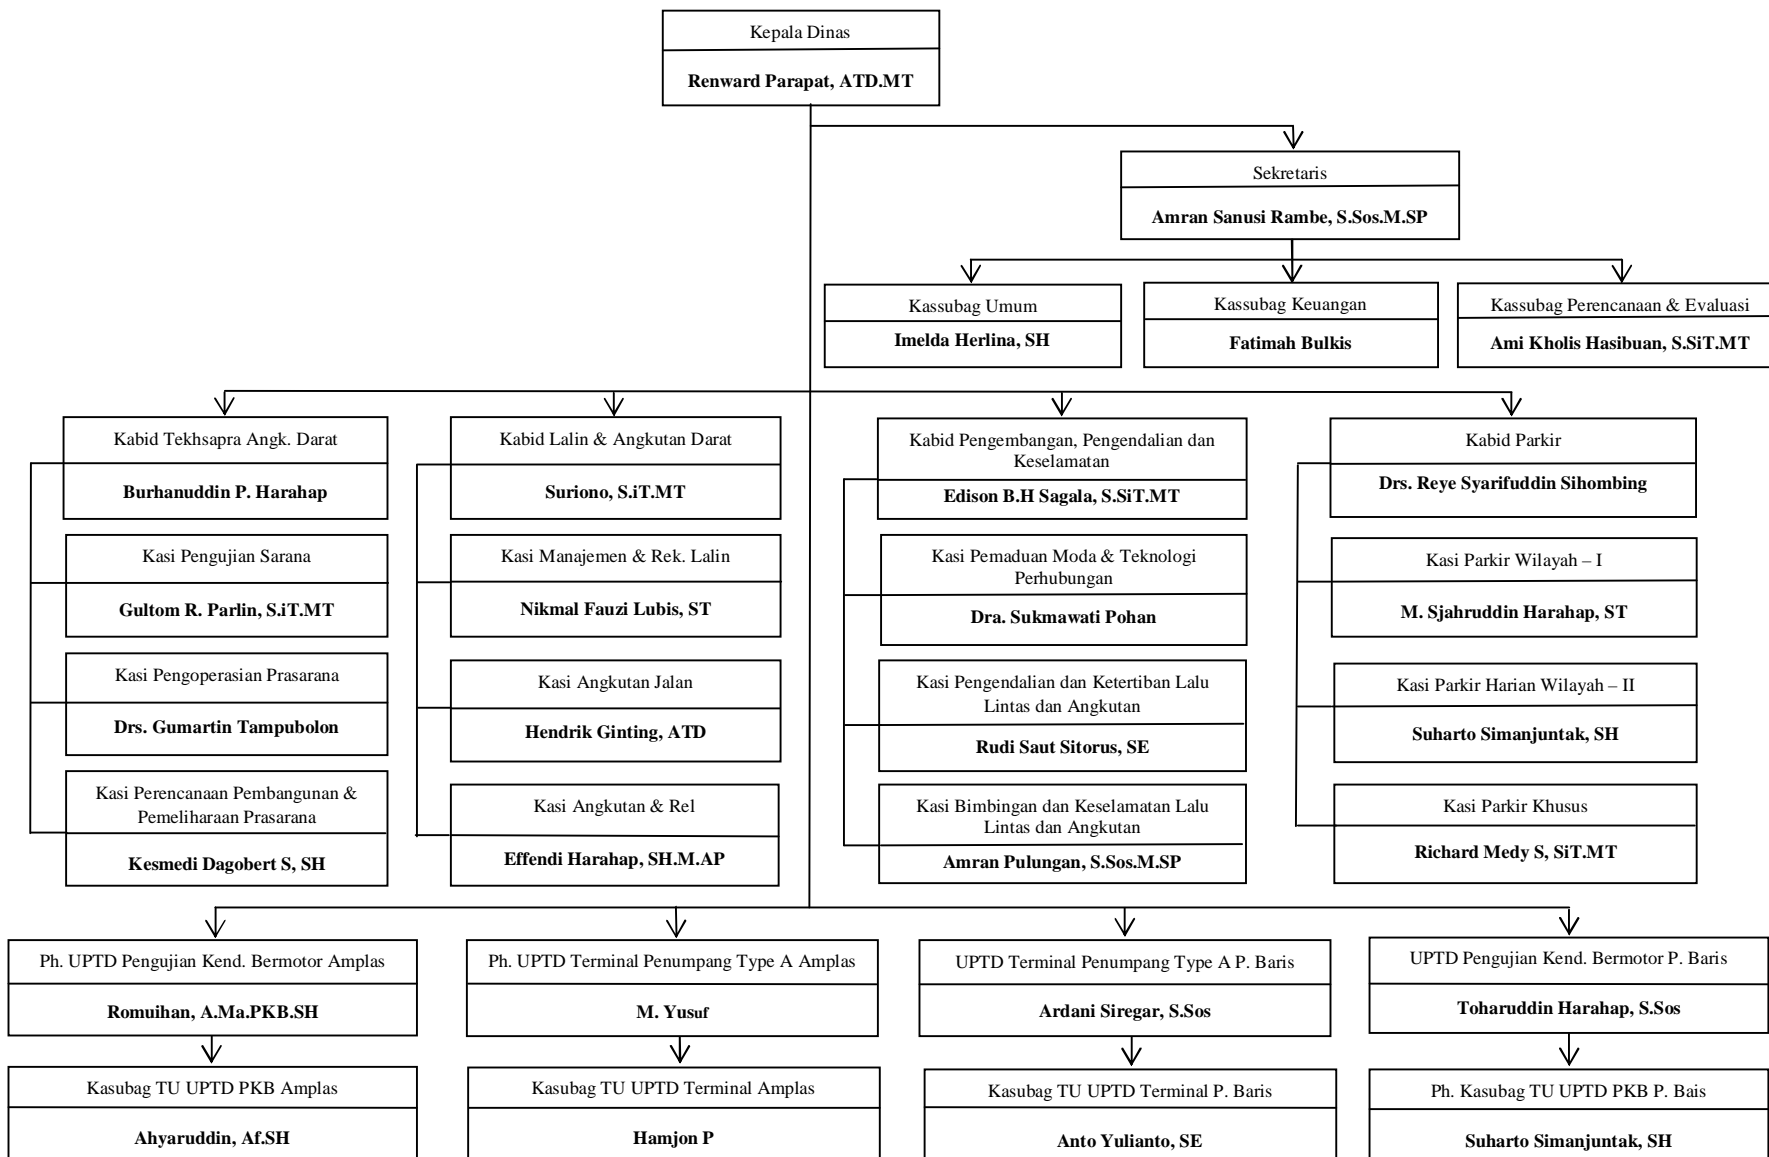 Kepala Dinas
Renward Parapat, ATD.MT
Sekretaris
Amran Sanusi Rambe, S.Sos.M.SP
Kassubag Umum
Imelda Herlina, SH
Kassubag Keuangan
Fatimah Bulkis
Kassubag Perencanaan & Evaluasi
Ami Kholis Hasibuan, S.SiT.MT
Kabid Tekhsapra Angk. Darat
Burhanuddin P. Harahap
Kasi Pengujian Sarana
Gultom R. Parlin, S.iT.MT
Kasi Pengoperasian Prasarana
Drs. Gumartin Tampubolon
Kasi Perencanaan Pembangunan &
Pemeliharaan Prasarana
Kesmedi Dagobert S, SH
Kabid Lalin & Angkutan Darat
Suriono, S.iT.MT
Kasi Manajemen & Rek. Lalin
Nikmal Fauzi Lubis, ST
Kasi Angkutan Jalan
Hendrik Ginting, ATD
Kasi Angkutan & Rel
Effendi Harahap, SH.M.AP
Kabid Pengembangan, Pengendalian dan
Keselamatan
Edison B.H Sagala, S.SiT.MT
Kasi Pemaduan Moda & Teknologi
Perhubungan
Dra. Sukmawati Pohan
Kasi Pengendalian dan Ketertiban Lalu
Lintas dan Angkutan
Rudi Saut Sitorus, SE
Kasi Bimbingan dan Keselamatan Lalu
Lintas dan Angkutan
Amran Pulungan, S.Sos.M.SP
Kabid Parkir
Drs. Reye Syarifuddin Sihombing
Kasi Parkir Wilayah – I
M. Sjahruddin Harahap, ST
Kasi Parkir Harian Wilayah – II
Suharto Simanjuntak, SH
Kasi Parkir Khusus
Richard Medy S, SiT.MT
Ph. UPTD Pengujian Kend. Bermotor Amplas
Romuihan, A.Ma.PKB.SH
Kasubag TU UPTD PKB Amplas
Ahyaruddin, Af.SH
Ph. UPTD Terminal Penumpang Type A Amplas
M. Yusuf
Kasubag TU UPTD Terminal Amplas
Hamjon P
UPTD Terminal Penumpang Type A P. Baris
Ardani Siregar, S.Sos
Kasubag TU UPTD Terminal P. Baris
Anto Yulianto, SE
UPTD Pengujian Kend. Bermotor P. Baris
Toharuddin Harahap, S.Sos
Ph. Kasubag TU UPTD PKB P. Bais
Suharto Simanjuntak, SH